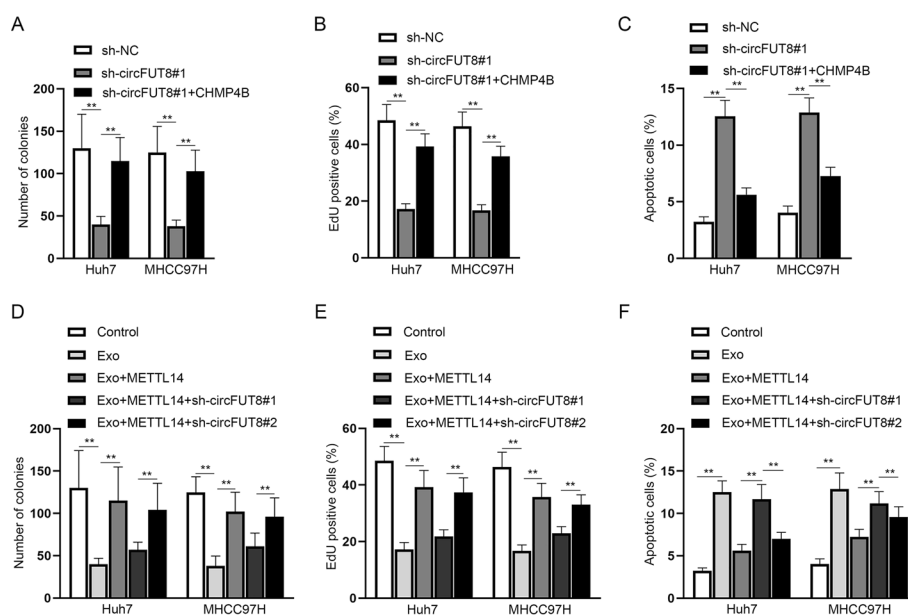 A
sh-NC
sh-circFUT8#1
sh-circFUT8#1+CHMP4B
Number of colonies
150
100
50
0
**
**
**
**
Huh7
MHCC97H
B
sh-NC
sh-circFUT8#1
sh-circFUT8#1+CHMP4B
EdU positive cells (%)
60
40
20
0
**
**
**
**
Huh7
MHCC97H
C
sh-NC
sh-circFUT8#1
sh-circFUT8#1+CHMP4B
Apoptotic cells (%)
15
10
5
0
**
**
**
**
Huh7
MHCC97H
D
Control
Exo
Exo+METTL14
Exo+METTL14+sh-circFUT8#1
Exo+METTL14+sh-circFUT8#2
Number of colonies
200
150
100
50
0
**
**
**
**
**
**
Huh7
MHCC97H
E
Control
Exo
Exo+METTL14
Exo+METTL14+sh-circFUT8#1
Exo+METTL14+sh-circFUT8#2
EdU positive cells (%)
60
40
20
0
**
**
**
**
**
**
Huh7
MHCC97H
F
Control
Exo
Exo+METTL14
Exo+METTL14+sh-circFUT8#1
Exo+METTL14+sh-circFUT8#2
Apoptotic cells (%)
20
15
10
5
0
**
**
**
**
**
**
Huh7
MHCC97H